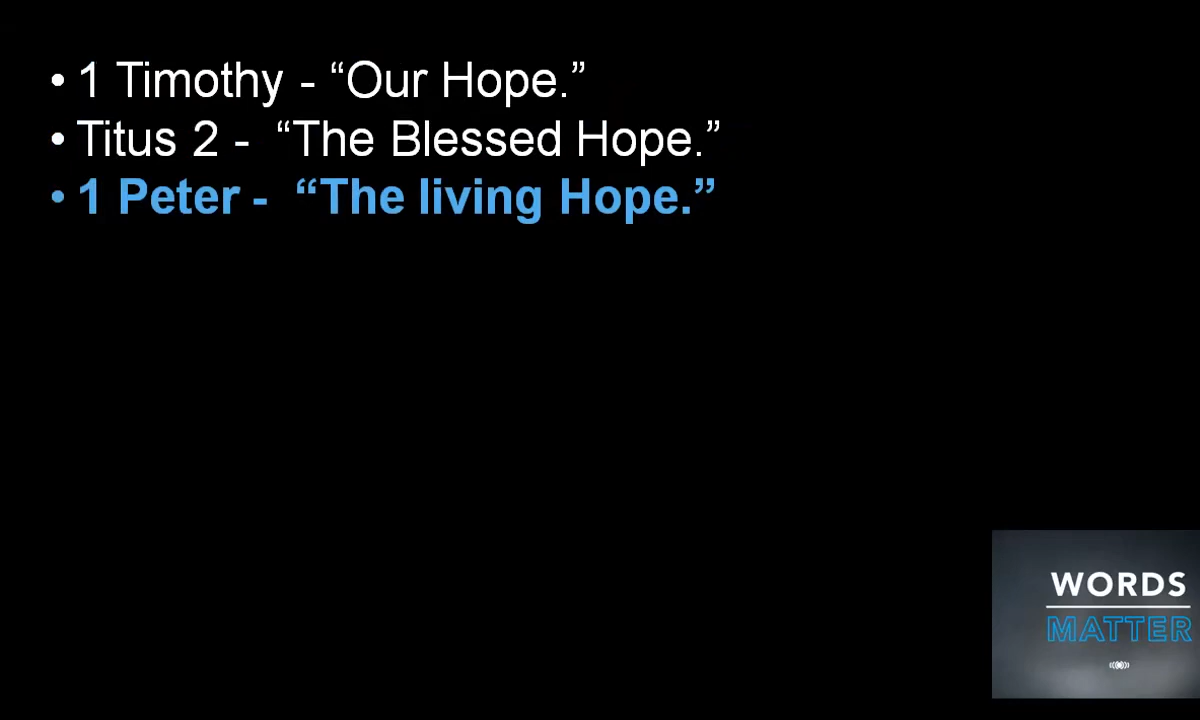 • 1 Timothy - “Our Hope.”
• Titus 2 -  “The Blessed Hope.”
• 1 Peter -  “The living Hope.”
WORDS
MATTER